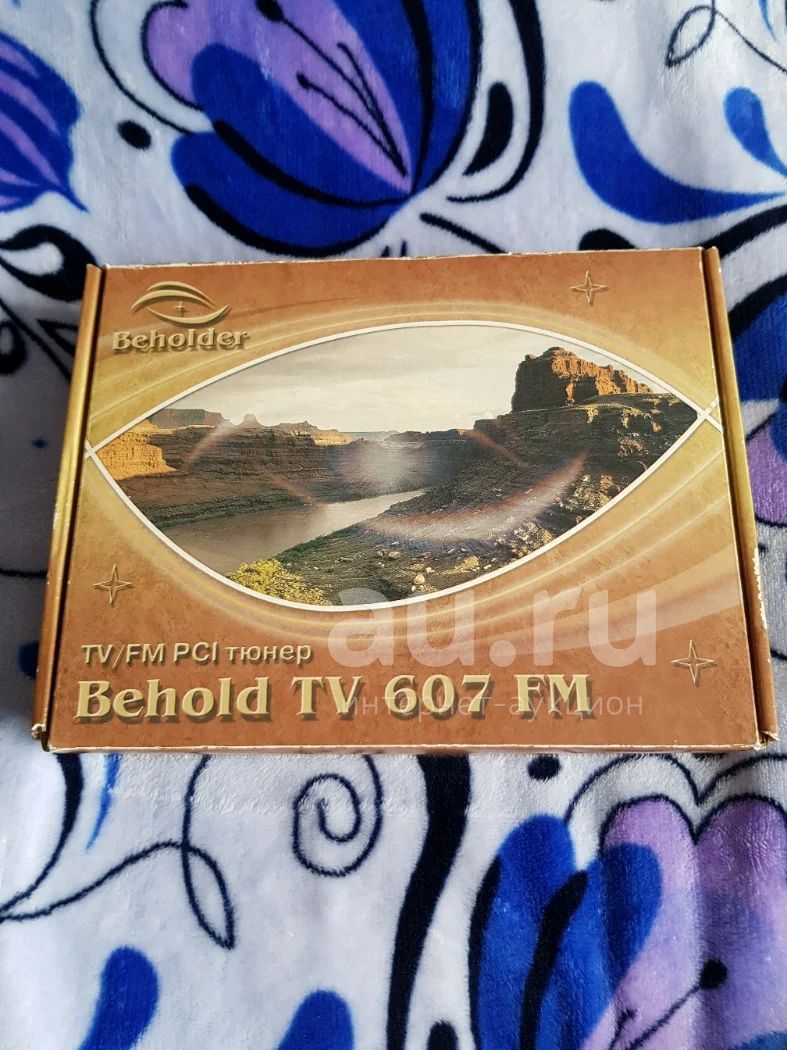 Beholder
TV/FM PCI тюнер
Behold TV 607 FM
au.ru
интернет-аукцион